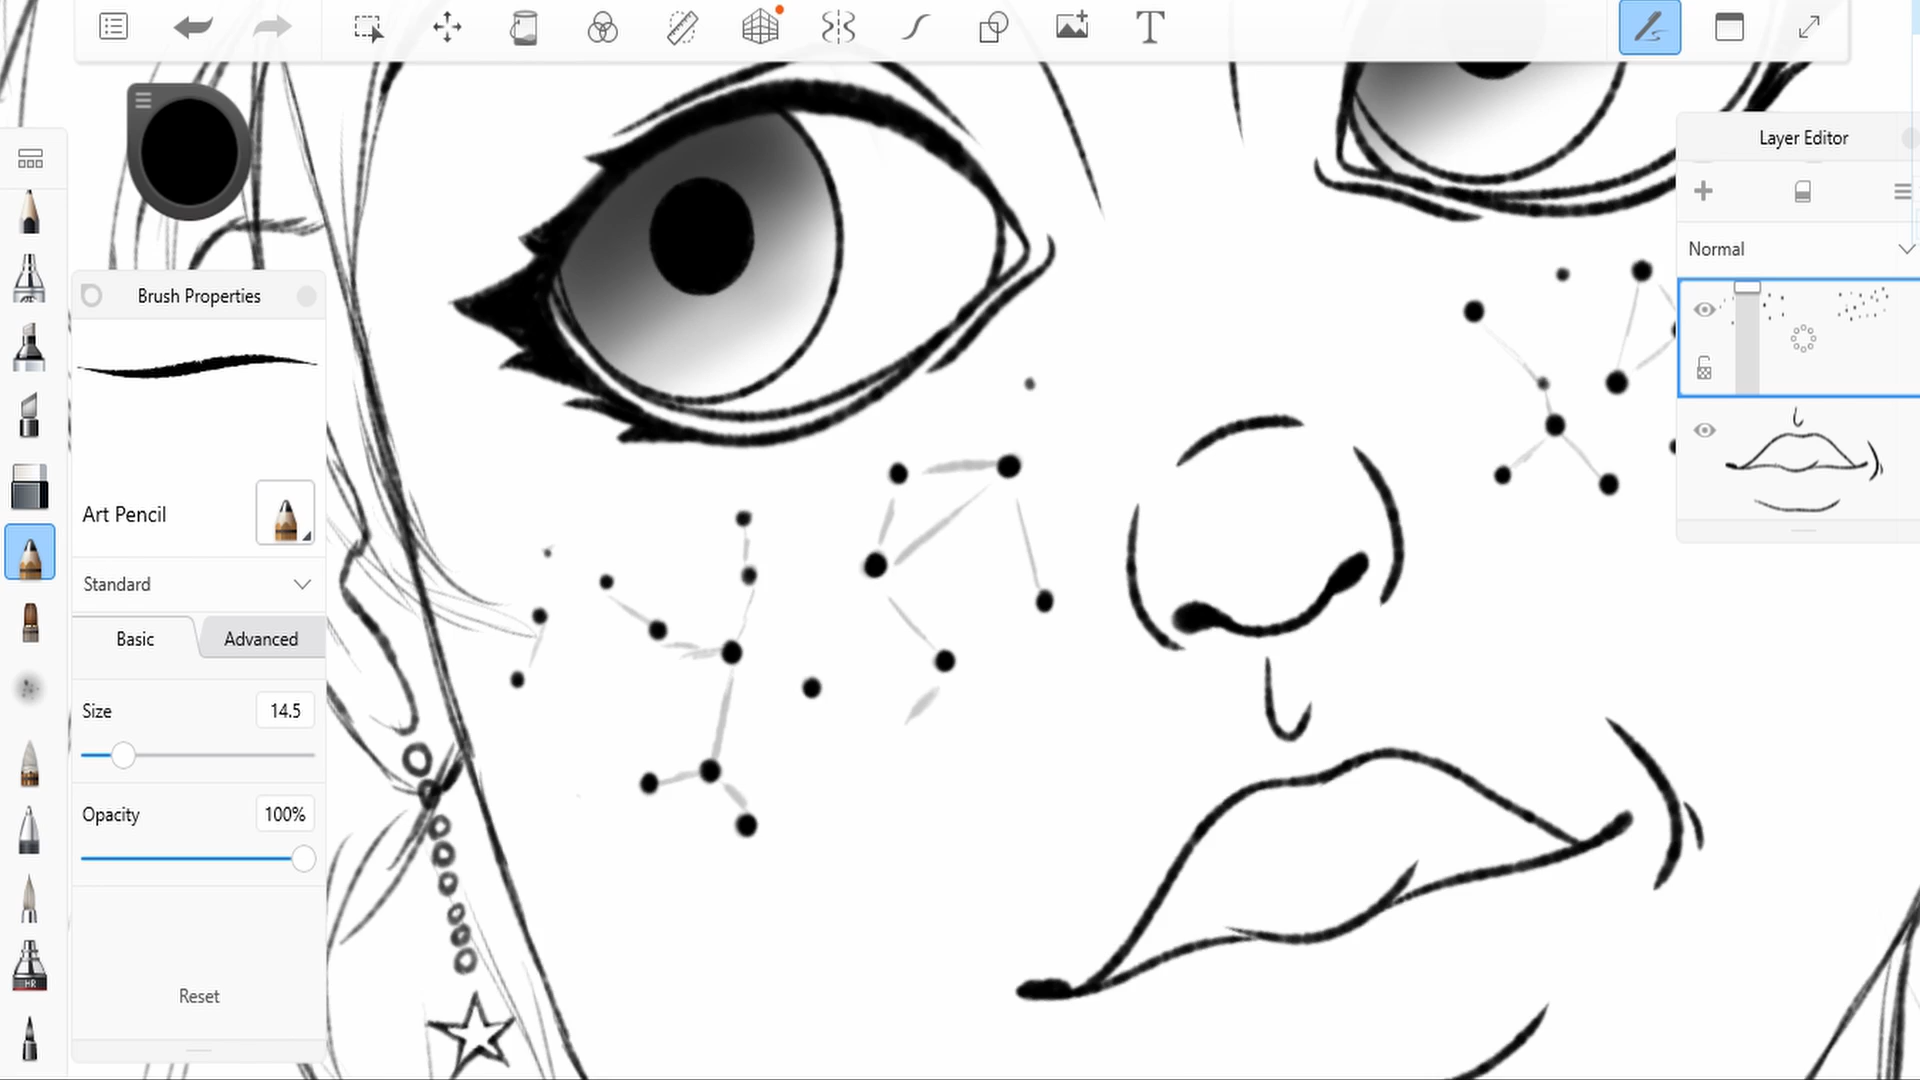 T
Layer Editor
Normal
Brush Properties
Art Pencil
Standard
Basic
Advanced
Size
14.5
Opacity
100%
Reset
HR